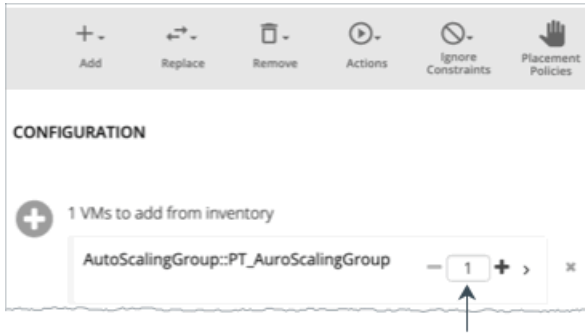 Add
Replace
Remove
Actions
Ignore
Constraints
Placement
Policies
CONFIGURATION
1 VMs to add from inventory
AutoScalingGroup::PT_AuroScalingGroup
1